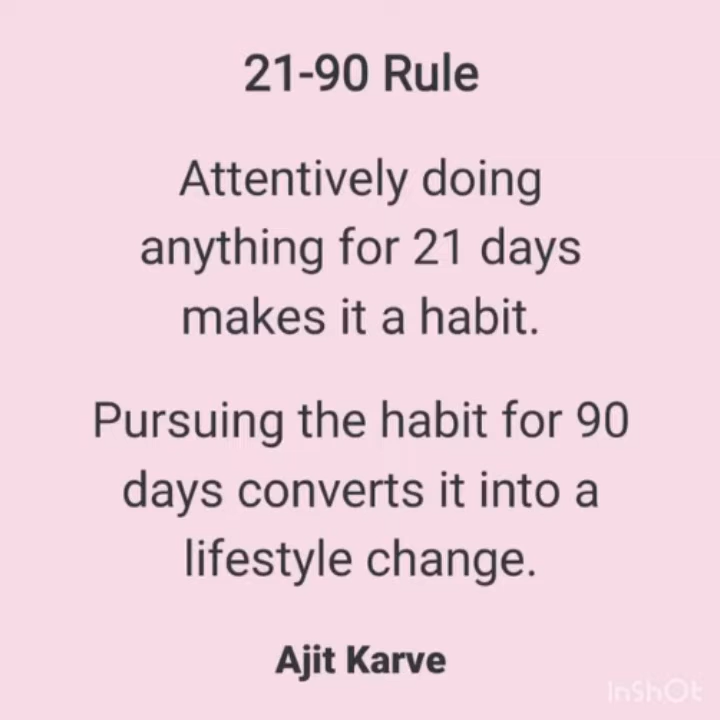 21-90 Rule
Attentively doing
anything for 21 days
makes it a habit.
Pursuing the habit for 90
days converts it into a
lifestyle change.
Ajit Karve
InShOt